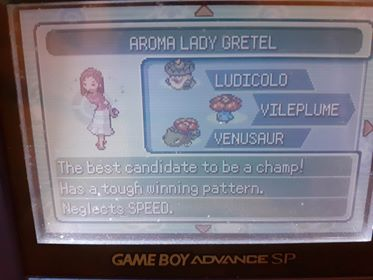 AROMA LADY GRETEL
LUDICOLO
VILEPLUME
VENUSAUR
The best candidate to be a champ!
Has a tough winning pattern.
Neglects SPEED.
GAME BOY ADVANCE SP